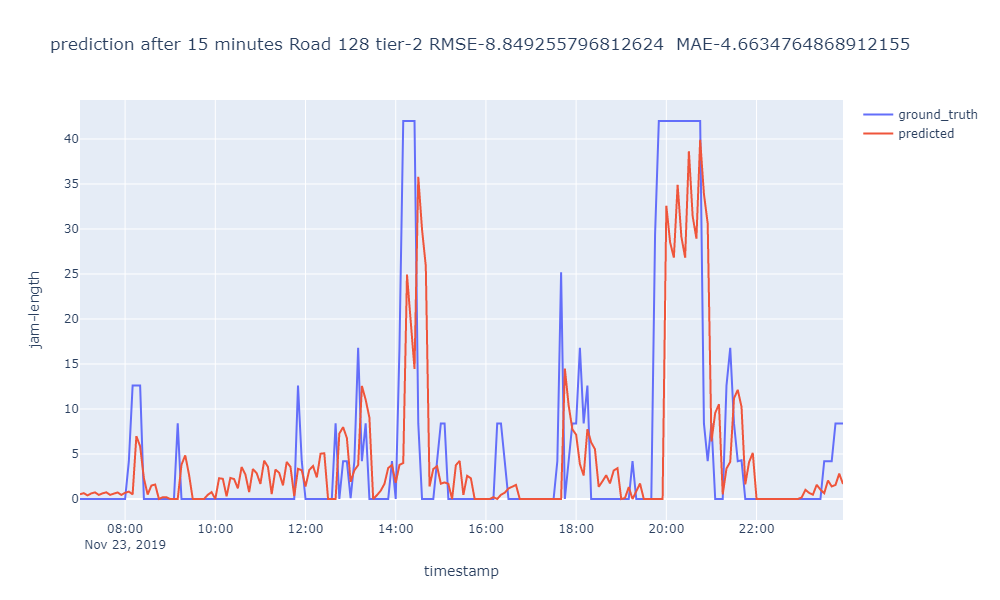 prediction after 15 minutes Road 128 tier-2 RMSE-8.849255796812624  MAE-4.6634764868912155
ground_truth
predicted
40
35
30
25
20
15
10
5
0
jam-length
08:00 10:00 12:00 14:00 16:00 18:00 20:00 22:00
Nov 23, 2019
timestamp